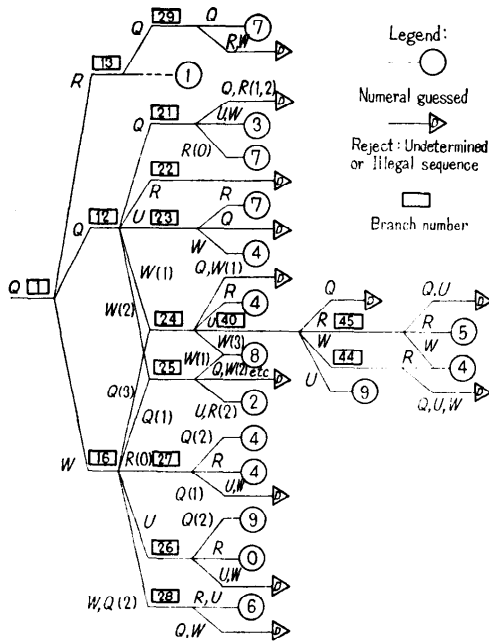 Q 29 Q 7
R 13 R,W D
1
Legend:
Numeral guessed
D
Reject: Undetermined
or Illegal sequence
Branch number
Q 21 Q,R(1,2) D
U,W 3
R(0) 7
22 R D
Q 12 U 23 R 7
Q D
W 4
Q 1
W(1) Q,W(1) D
W(2) 24 R 4
U 40 Q D Q,U D
W(3) 8 R 45 R 5
W W 4
25 W(1) Q,W(2)etc D 44 R
Q(3) U,R(2) 2 U 9 Q,U,W D
Q(1)
W 16 R(0) 27 Q(2) 4
R 4
Q(1) U,W D
U 26 Q(2) 9
R 0
U,W D
W,Q(2) 28 R,U 6
Q,W D